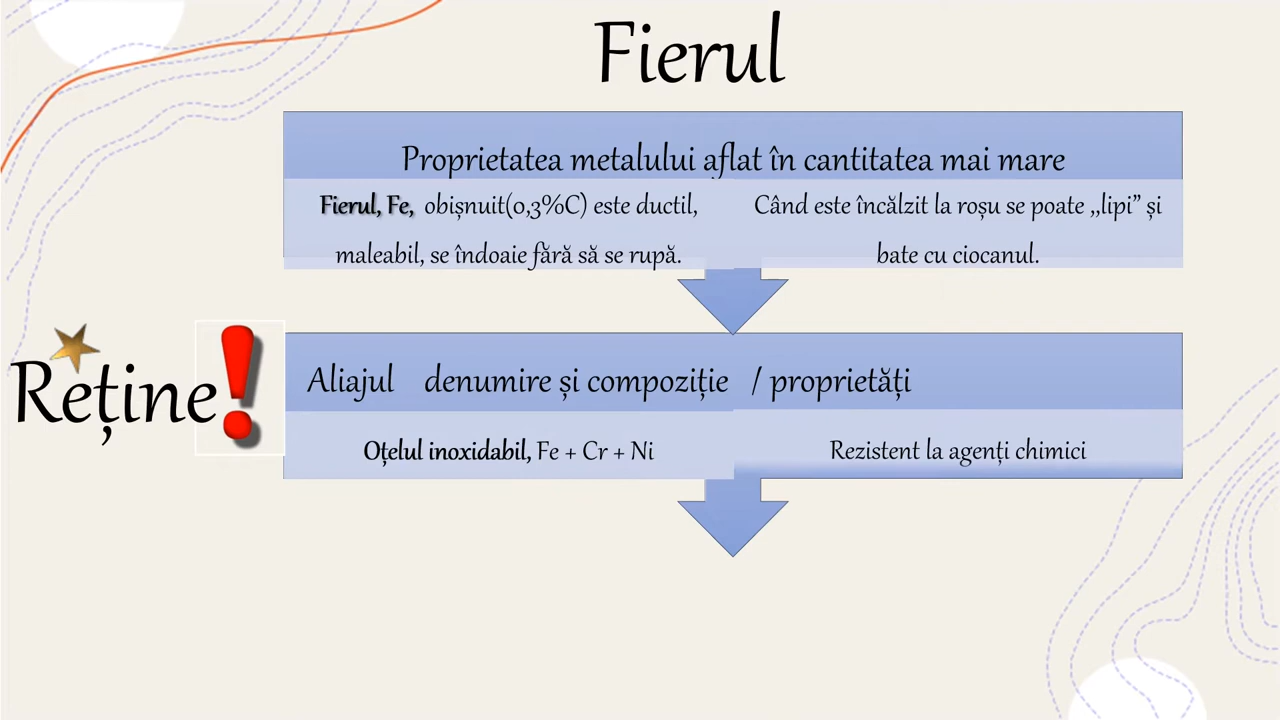 Fierul
Proprietatea metalului aflat în cantitatea mai mare
Fierul, Fe, obișnuit(0,3%C) este ductil,
maleabil, se îndoaie fără să se rupă.
Când este încălzit la roșu se poate ,,lipi” și
bate cu ciocanul.
Reține!
Aliajul denumire și compoziție / proprietăți
Oțelul inoxidabil, Fe + Cr + Ni
Rezistent la agenți chimici